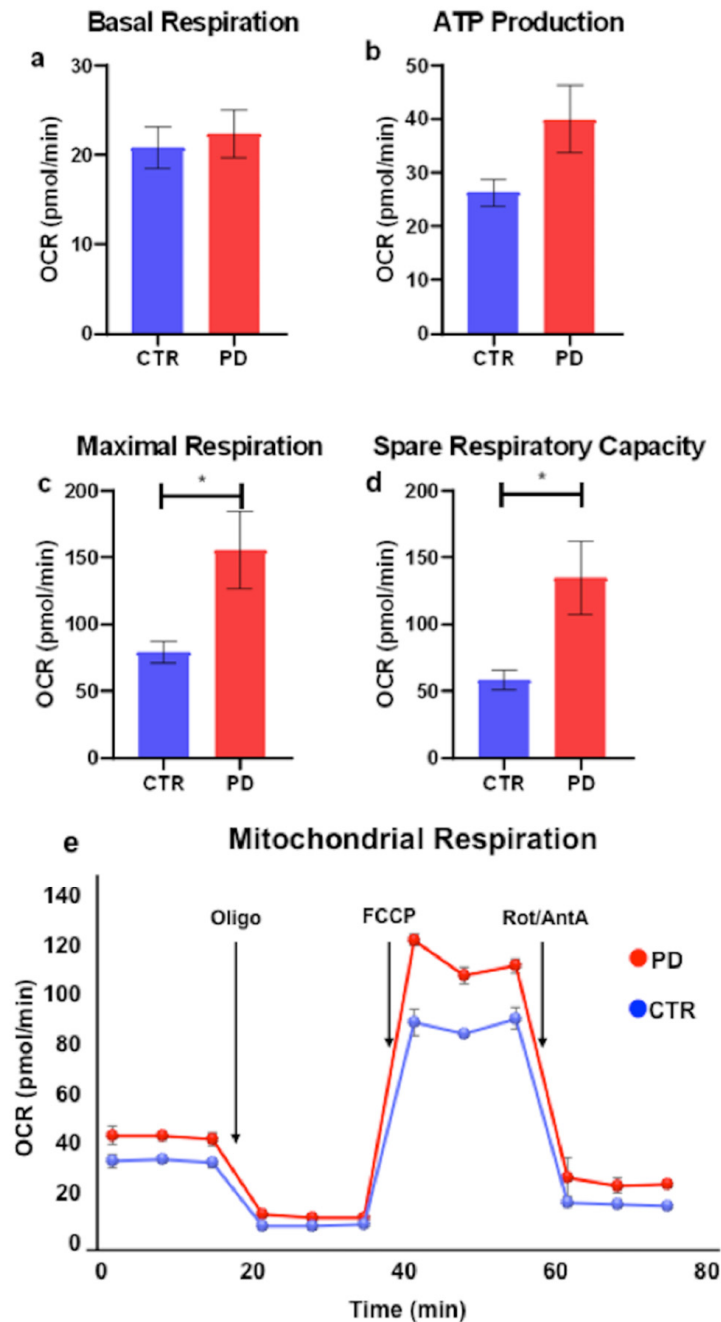 Basal Respiration
a
OCR (pmol/min)
30
20
10
0
CTR PD
ATP Production
b
OCR (pmol/min)
50
40
30
20
10
0
CTR PD
Maximal Respiration
c
*
OCR (pmol/min)
200
150
100
50
0
CTR PD
Spare Respiratory Capacity
d
*
OCR (pmol/min)
200
150
100
50
0
CTR PD
e
Mitochondrial Respiration
OCR (pmol/min)
140
120
100
80
60
40
20
0
Oligo
FCCP
Rot/AntA
PD
CTR
0 20 40 60 80
Time (min)